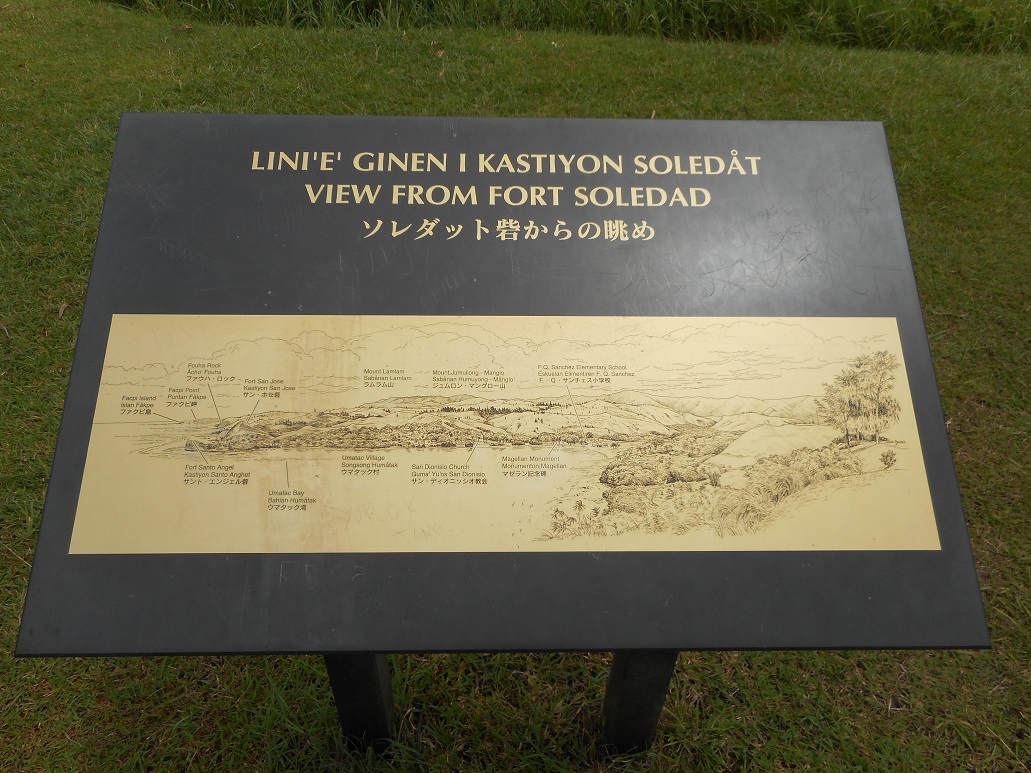 LINI'E' GINEN I KASTIYON SOLEDÅT
VIEW FROM FORT SOLEDAD
ソレダット砦からの眺め
Fouha Rock
Åcho' Fouha
ファウハ・ロック
Facpi Point
Puntan Fåkpe
ファクピ岬
Facpi Island
Islan Fåkpe
ファクピ島
Fort San Jose
Kastiyon San Jose
サン・ホセ砦
Mount Lamlam
Sabånan Lamlam
ラムラム山
Mount Jumullong - Manglo
Sabånan Humuyong - Månglo'
ジュムロン・マングロー山
F.Q. Sanchez Elementary School
Eskuelan Elimentåren F. Q. Sanchez
F.・Q・サンチェス小学校
Fort Santo Angel
Kastiyon Santo Anghet
サント・エンジェル砦
Umatac Bay
Bahian Humåtak
ウマタック湾
Umatac Village
Songsong Humåtak
ウマタック村
San Dionisio Church
Guma' Yu'os San Dionisio
サン・ディオニッシオ教会
Magellan Monument
Monumenton Magellan
マゼラン記念碑